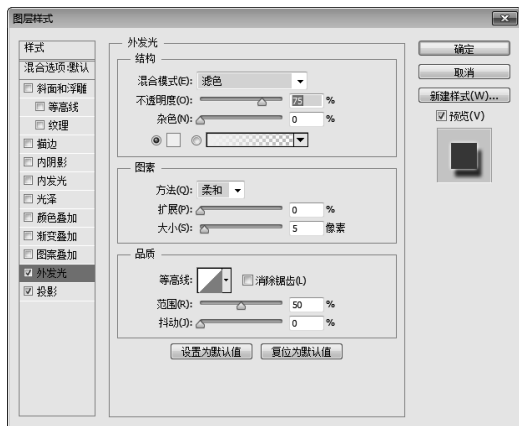 图层样式
样式
混合选项:默认
斜面和浮雕
等高线
纹理
描边
内阴影
内发光
光泽
颜色叠加
渐变叠加
图案叠加
外发光
投影
外发光
结构
混合模式(E): 滤色
不透明度(O): 75 %
杂色(N): 0 %
图素
方法(Q): 柔和
扩展(P): 0 %
大小(S): 5 像素
品质
等高线: 消除锯齿(L)
范围(R): 50 %
抖动(J): 0 %
设置为默认值 复位为默认值
确定
取消
新建样式(W)...
预览(V)